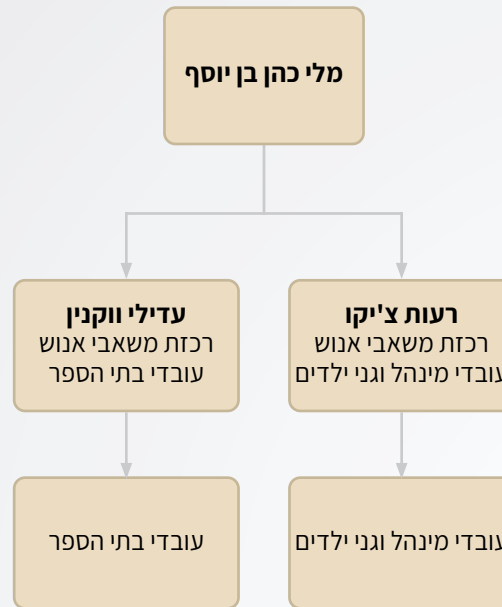 מלי כהן בן יוסף
רעות צ'יקו
רכזת משאבי אנוש
עובדי מינהל וגני ילדים
עדילי ווקנין
רכזת משאבי אנוש
עובדי בתי הספר
עובדי מינהל וגני ילדים
עובדי בתי הספר